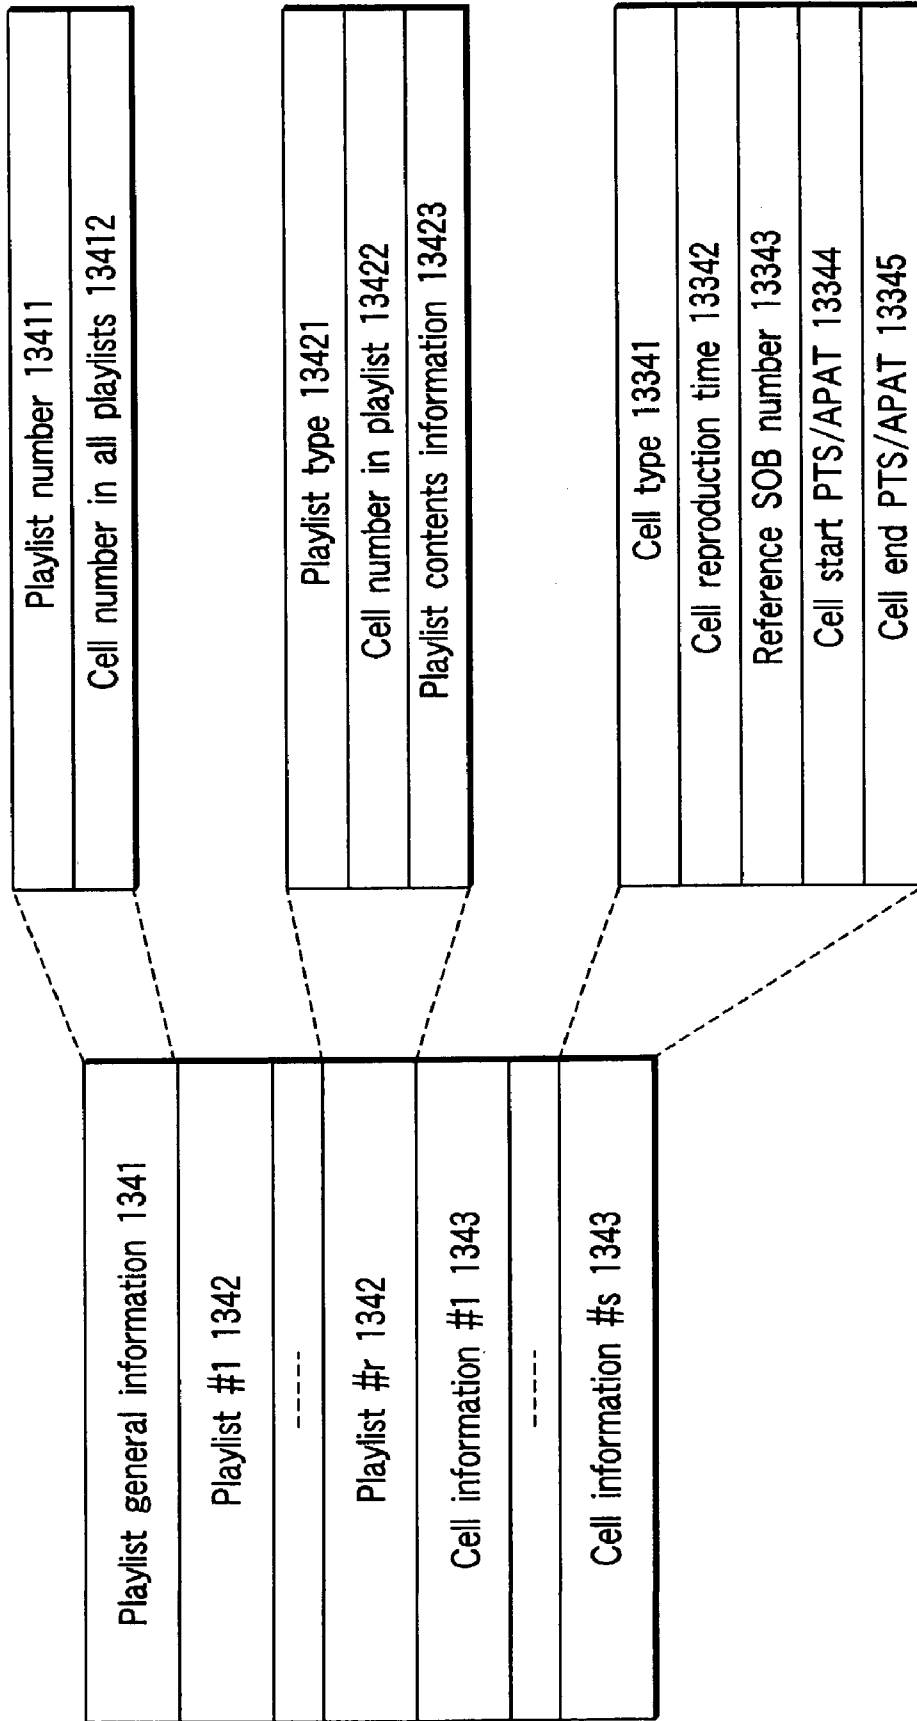 Playlist general information 1341
Playlist #1 1342
-----
Playlist #r 1342
Cell information #1 1343
-----
Cell information #s 1343
Playlist number 13411
Cell number in all playlists 13412
Playlist type 13421
Cell number in playlist 13422
Playlist contents information 13423
Cell type 13341
Cell reproduction time 13342
Reference SOB number 13343
Cell start PTS/APAT 13344
Cell end PTS/APAT 13345